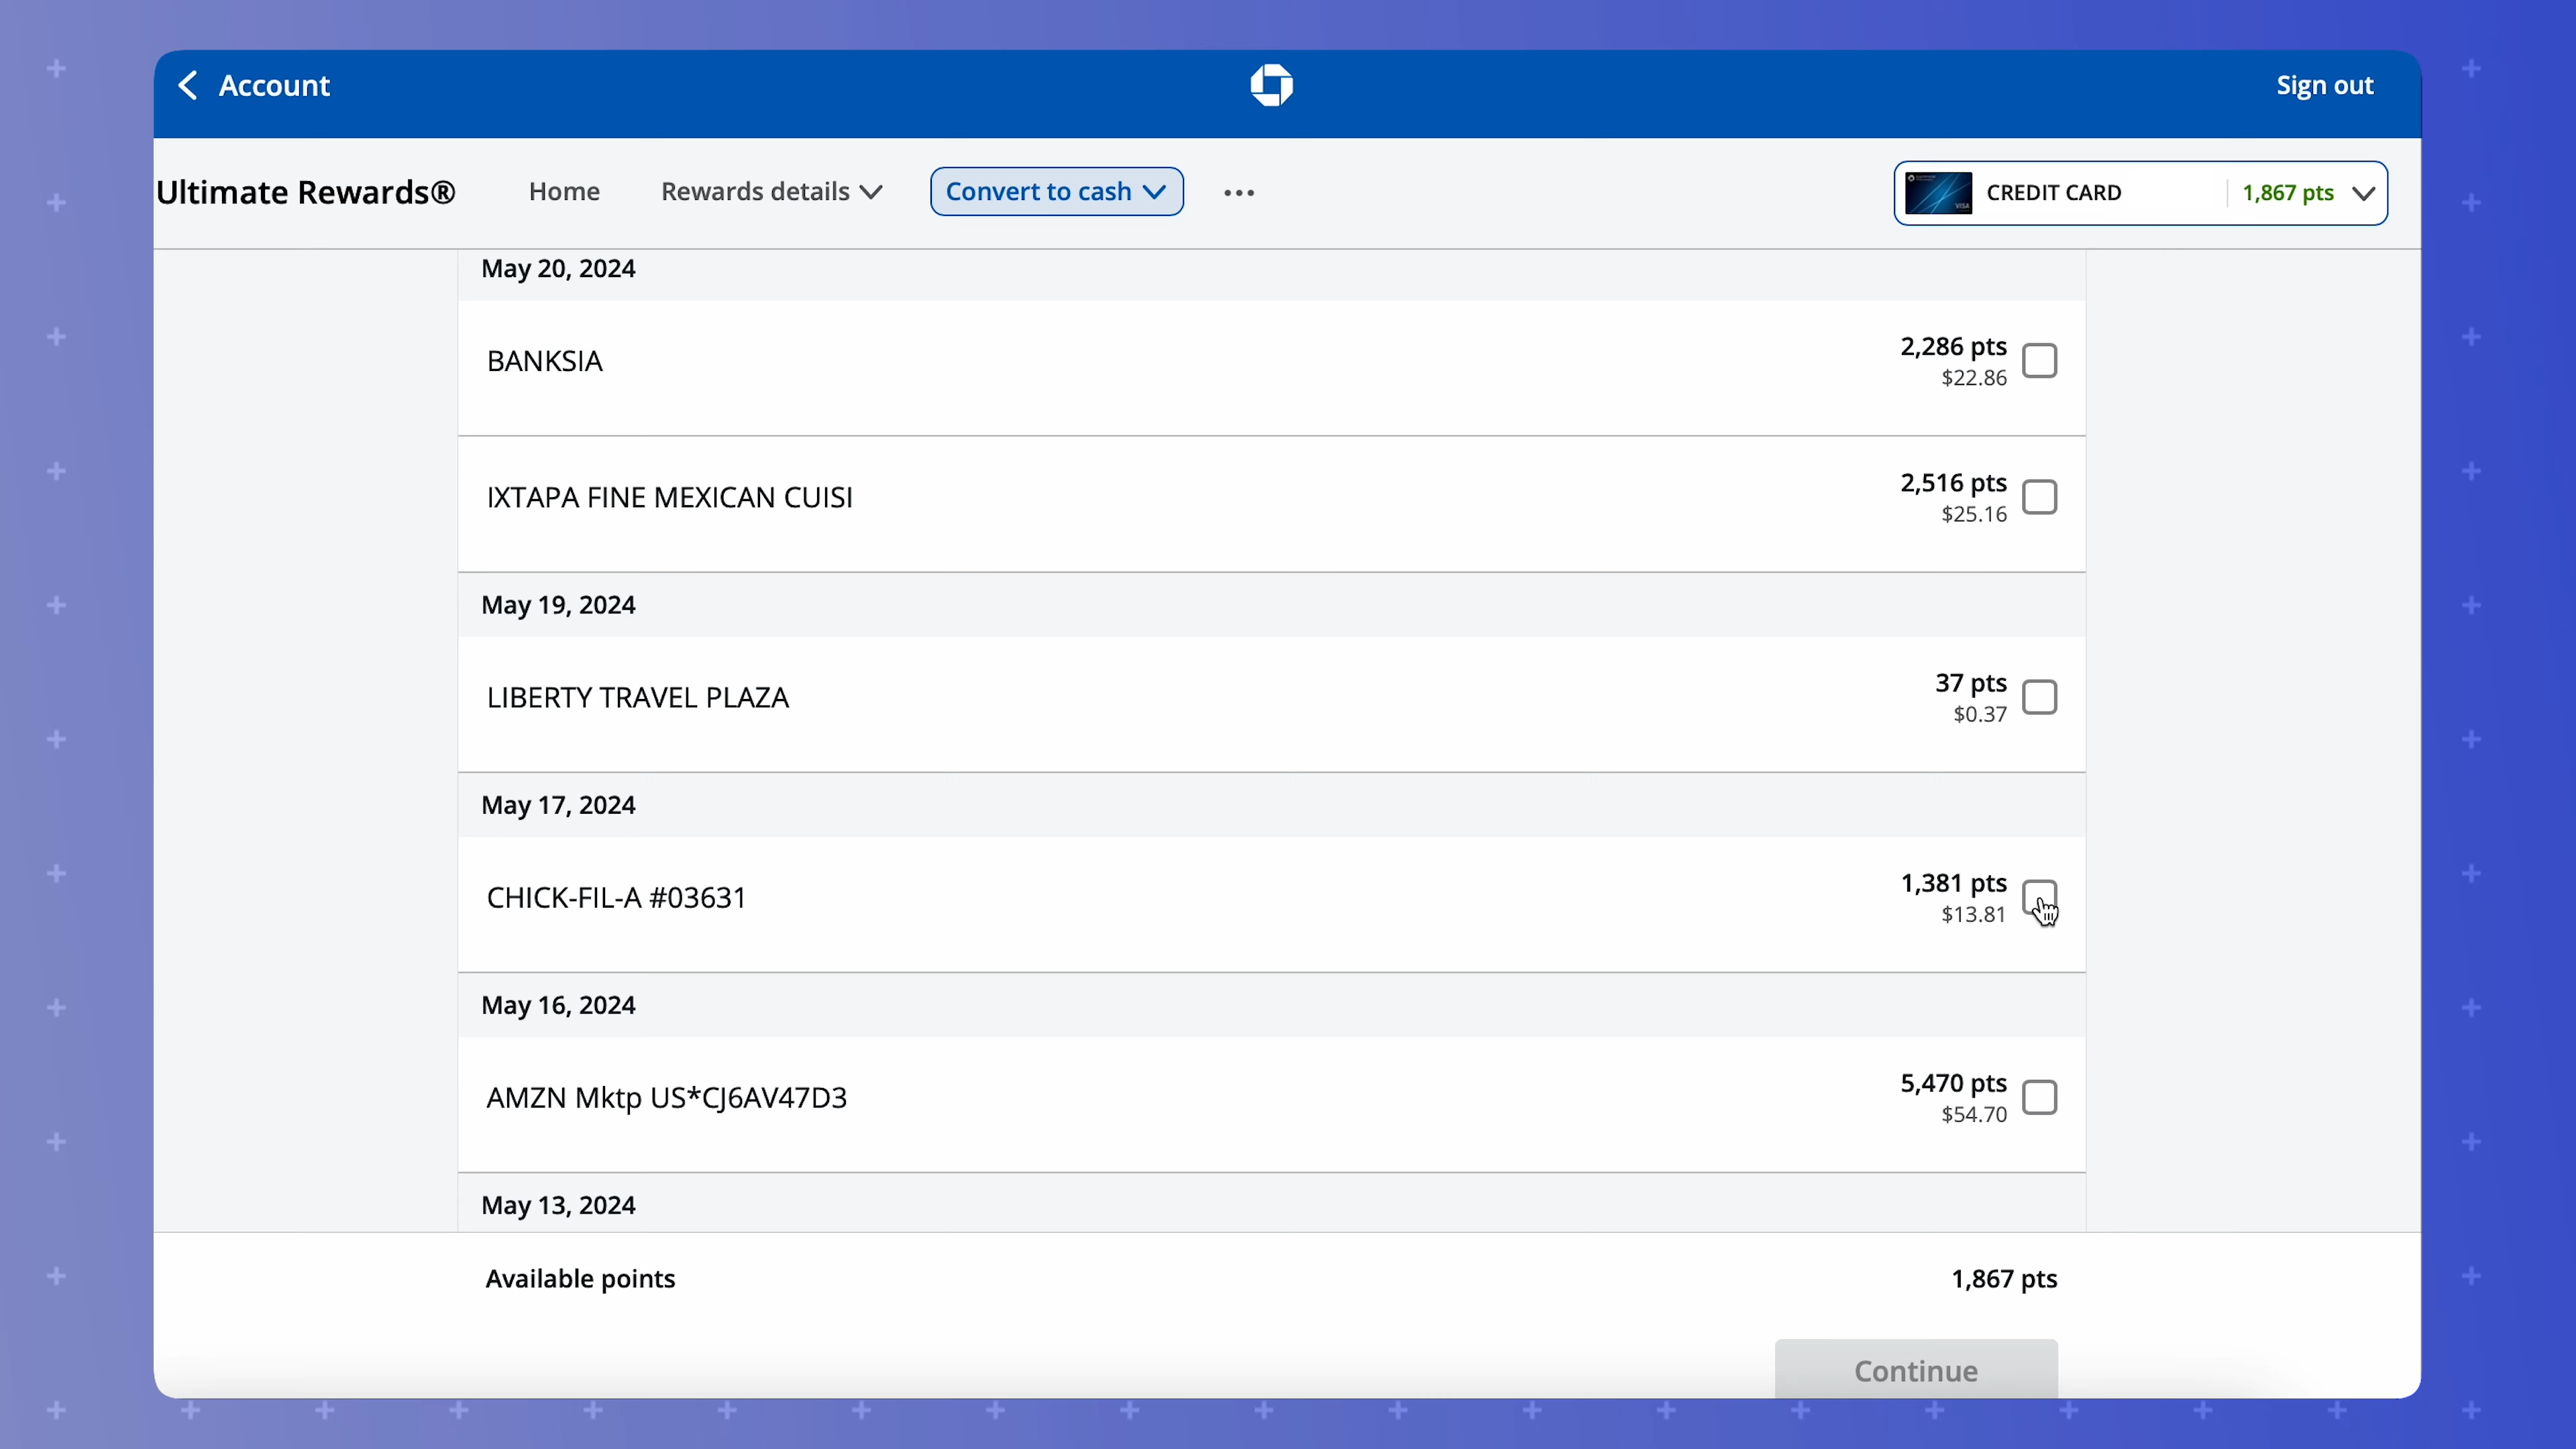 Account
Sign out
Ultimate Rewards®
Home
Rewards details
Convert to cash
VISA
CREDIT CARD
1,867 pts
May 20, 2024
BANKSIA
2,286 pts
$22.86
IXTAPA FINE MEXICAN CUISI
2,516 pts
$25.16
May 19, 2024
LIBERTY TRAVEL PLAZA
37 pts
$0.37
May 17, 2024
CHICK-FIL-A #03631
1,381 pts
$13.81
May 16, 2024
AMZN Mktp US*CJ6AV47D3
5,470 pts
$54.70
May 13, 2024
Available points
1,867 pts
Continue